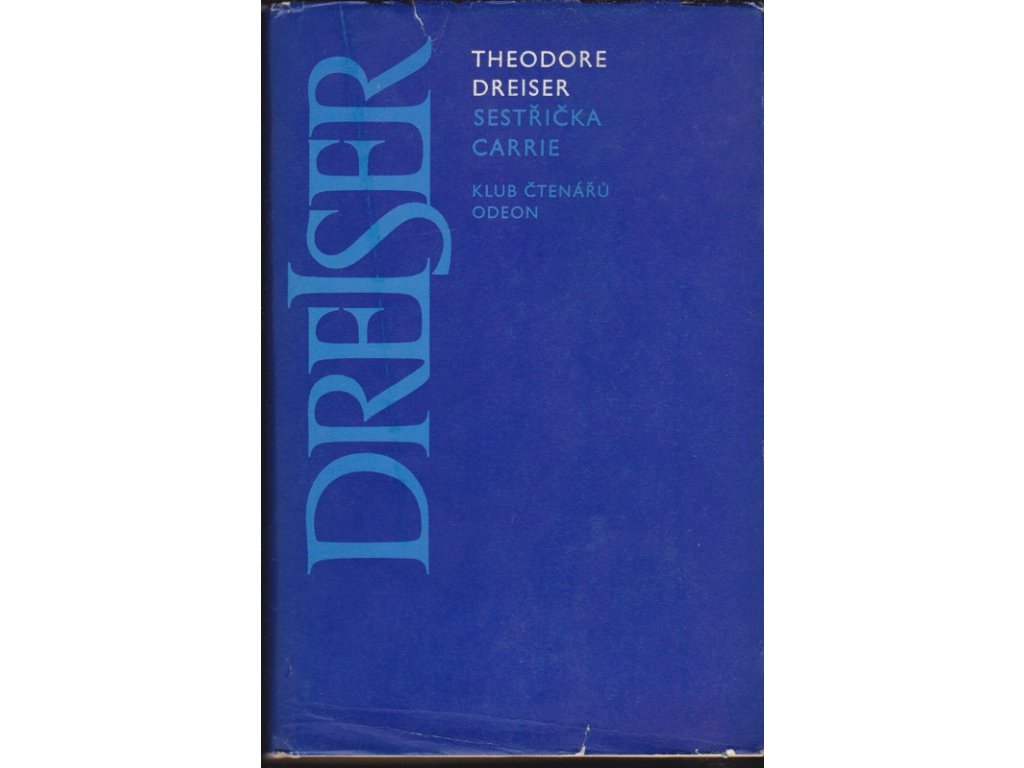 DREISER
THEODORE
DREISER
SESTŘIČKA
CARRIE
KLUB ČTENÁŘŮ
ODEON